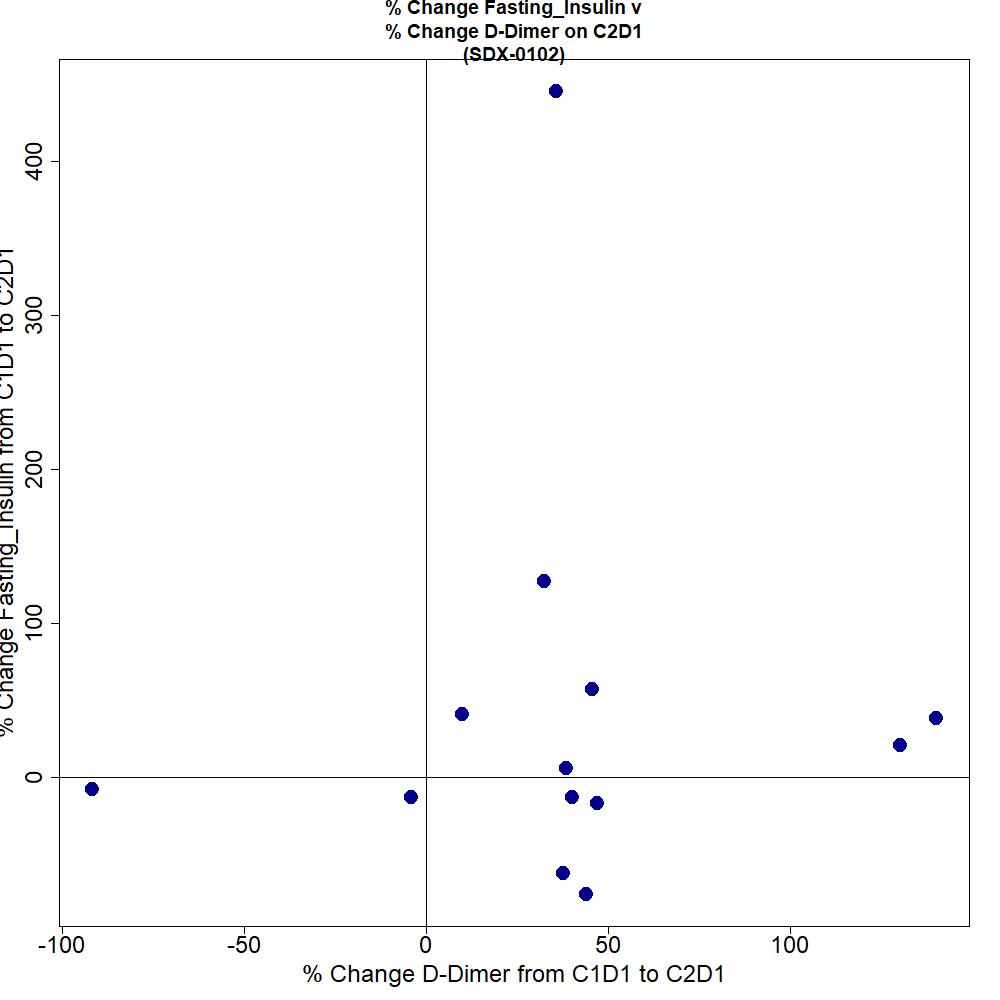 % Change Fasting_Insulin v
% Change D-Dimer on C2D1
(SDX-0102)
% Change Fasting_Insulin from C1D1 to C2D1
400
300
200
100
0
-100
-50
0
50
100
% Change D-Dimer from C1D1 to C2D1